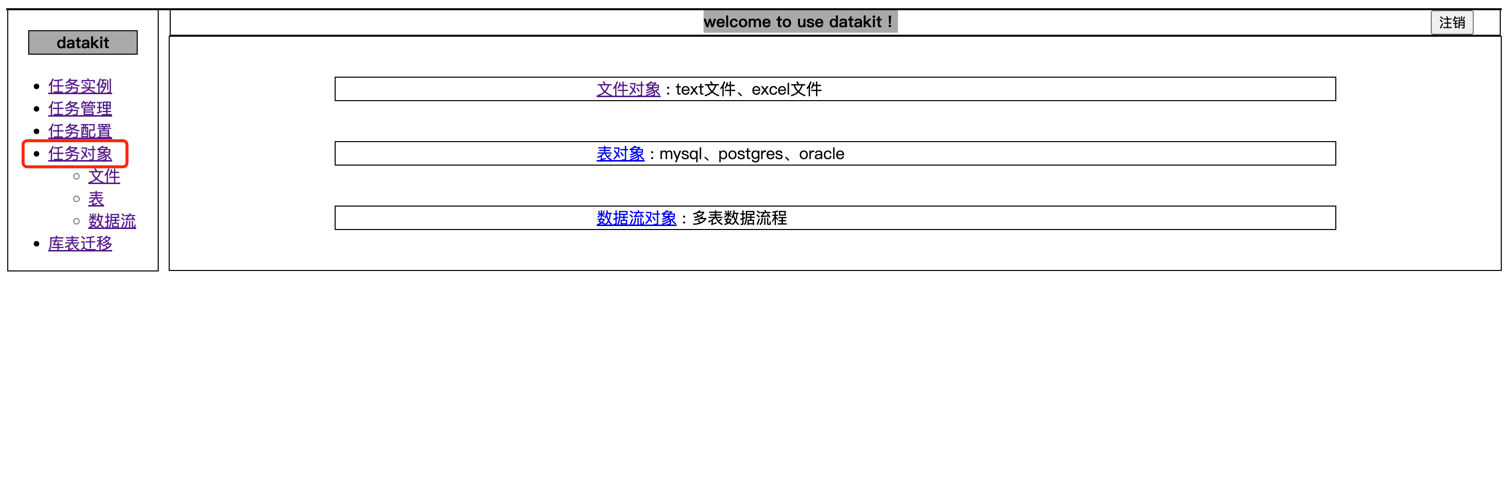 welcome to use datakit！
注销
datakit
任务实例
任务管理
任务配置
任务对象
文件
表
数据流
库表迁移
文件对象：text文件、excel文件
表对象：mysql、postgres、oracle
数据流对象：多表数据流程